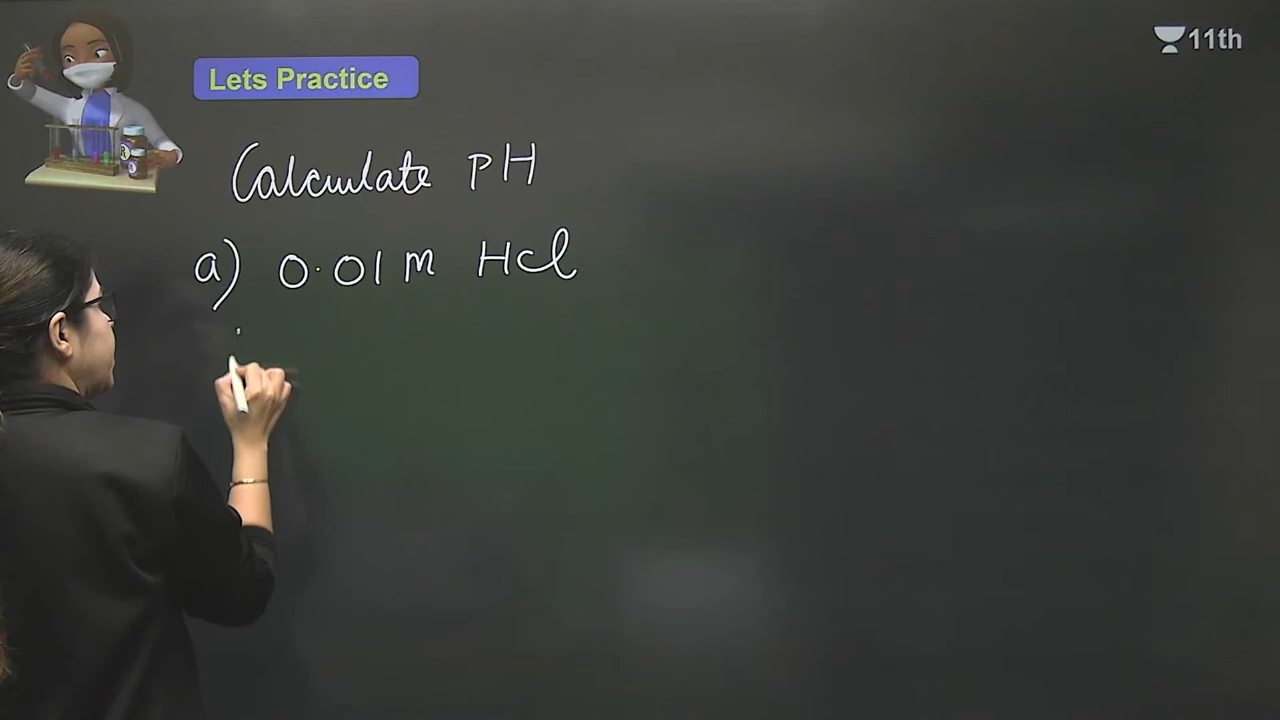 11th
Lets Practice
Calculate PH
a) 0.01 M HCl